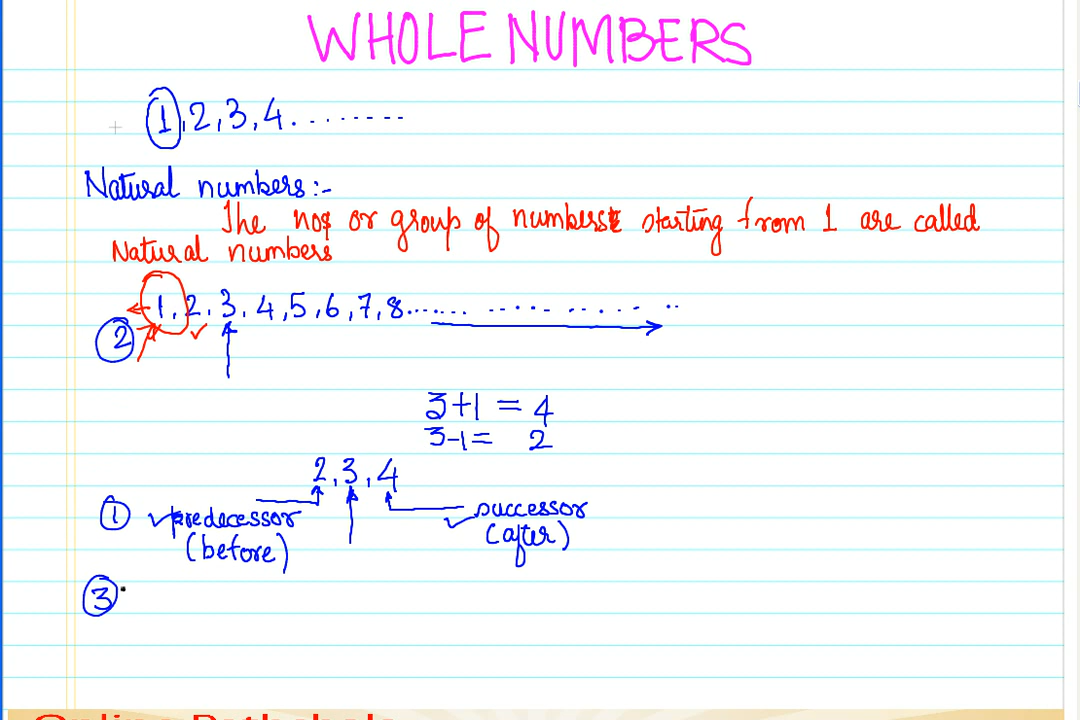 WHOLE NUMBERS
1, 2, 3, 4.........
Natural numbers:-
The nos or group of numbers starting from 1 are called
Natural numbers
1, 2, 3, 4, 5, 6, 7, 8...................
2
3+1 = 4
3-1= 2
2, 3, 4
1 predecessor successor
(before) (after)
3
Online Pathshala